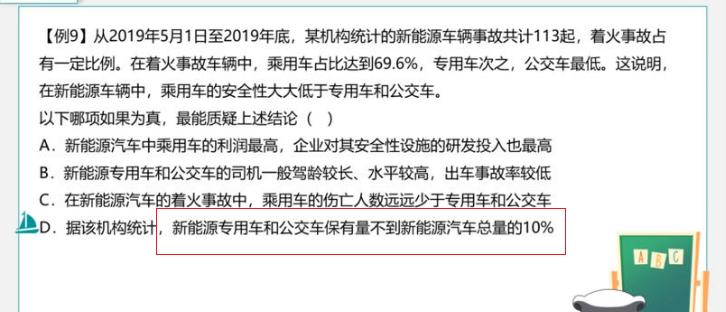 【例9】从2019年5月1日至2019年底，某机构统计的新能源车辆事故共计113起，着火事故占
有一定比例。在着火事故车辆中，乘用车占比达到69.6%，专用车次之，公交车最低。这说明，
在新能源车辆中，乘用车的安全性大大低于专用车和公交车。
以下哪项如果为真，最能质疑上述结论（　）
A．新能源汽车中乘用车的利润最高，企业对其安全性设施的研发投入也最高
B．新能源专用车和公交车的司机一般驾龄较长、水平较高，出车事故率较低
C．在新能源汽车的着火事故中，乘用车的伤亡人数远远少于专用车和公交车
D．据该机构统计，新能源专用车和公交车保有量不到新能源汽车总量的10%
A B C